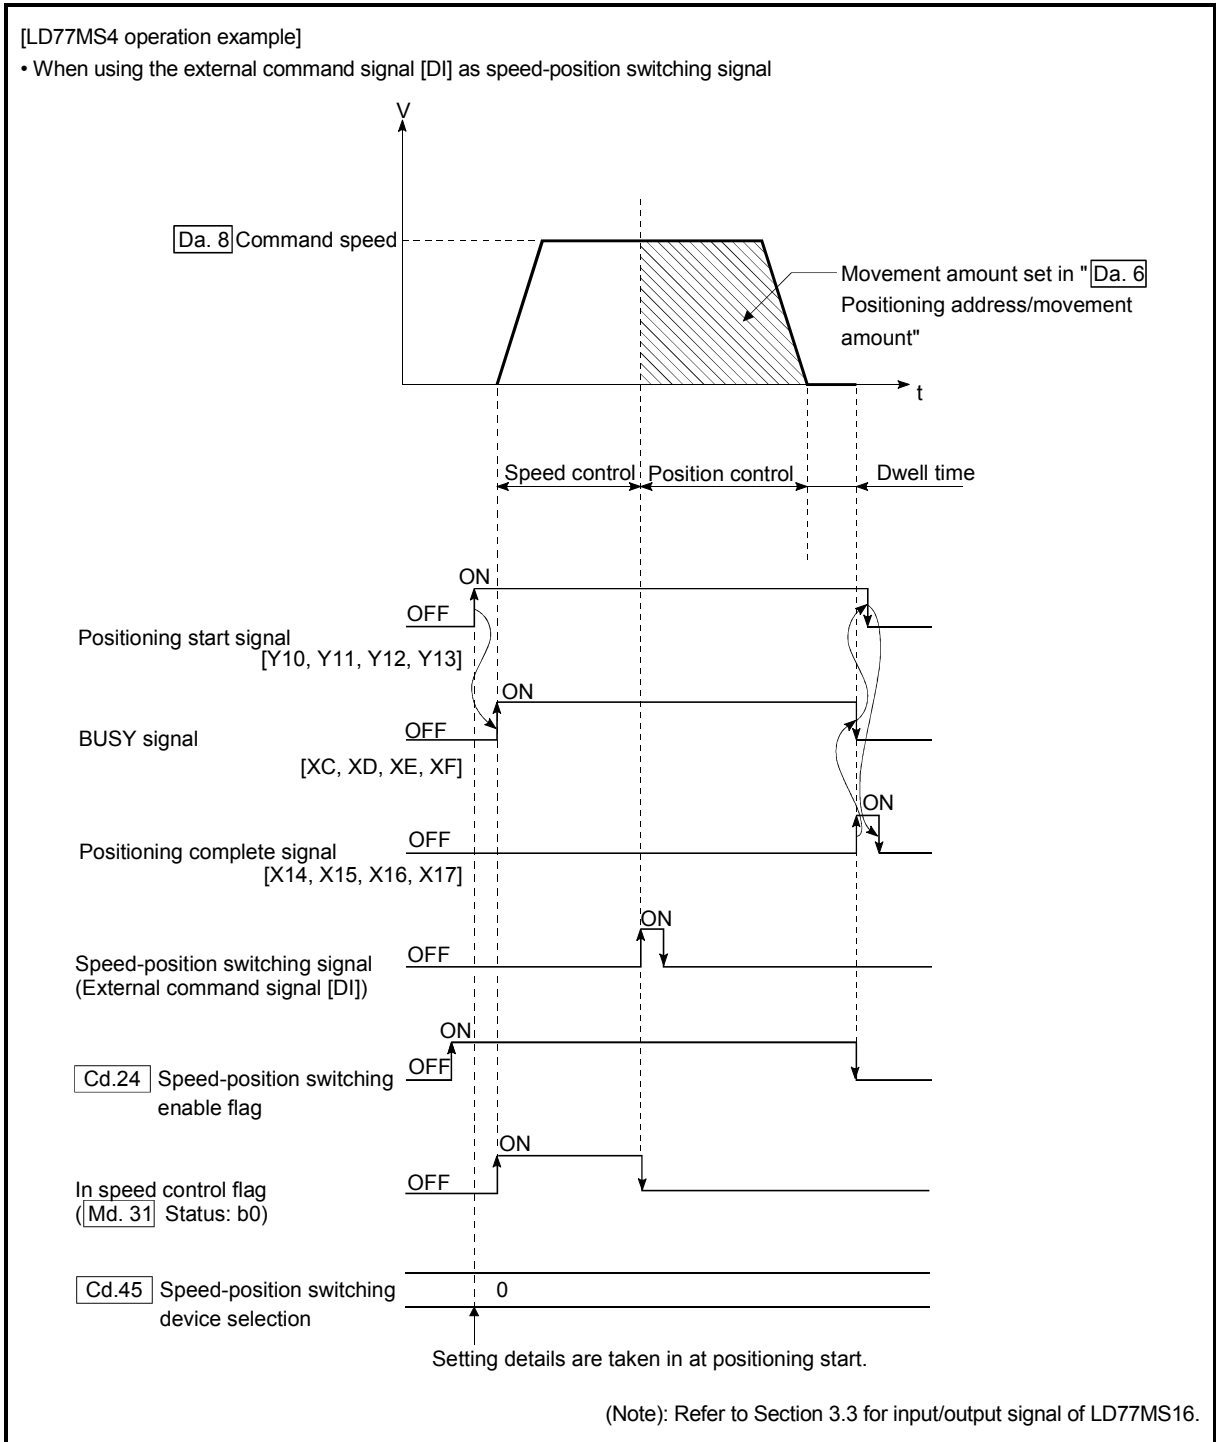 [LD77MS4 operation example]
• When using the external command signal [DI] as speed-position switching signal
V
Da. 8 Command speed
Movement amount set in " Da. 6
Positioning address/movement
amount"
t
Speed control Position control Dwell time
ON
OFF
Positioning start signal
[Y10, Y11, Y12, Y13]
ON
OFF
BUSY signal
[XC, XD, XE, XF]
ON
OFF
Positioning complete signal
[X14, X15, X16, X17]
ON
OFF
Speed-position switching signal
(External command signal [DI])
ON
OFF
Cd.24 Speed-position switching
enable flag
ON
OFF
In speed control flag
( Md. 31 Status: b0)
Cd.45 Speed-position switching 0
device selection
Setting details are taken in at positioning start.
(Note): Refer to Section 3.3 for input/output signal of LD77MS16.